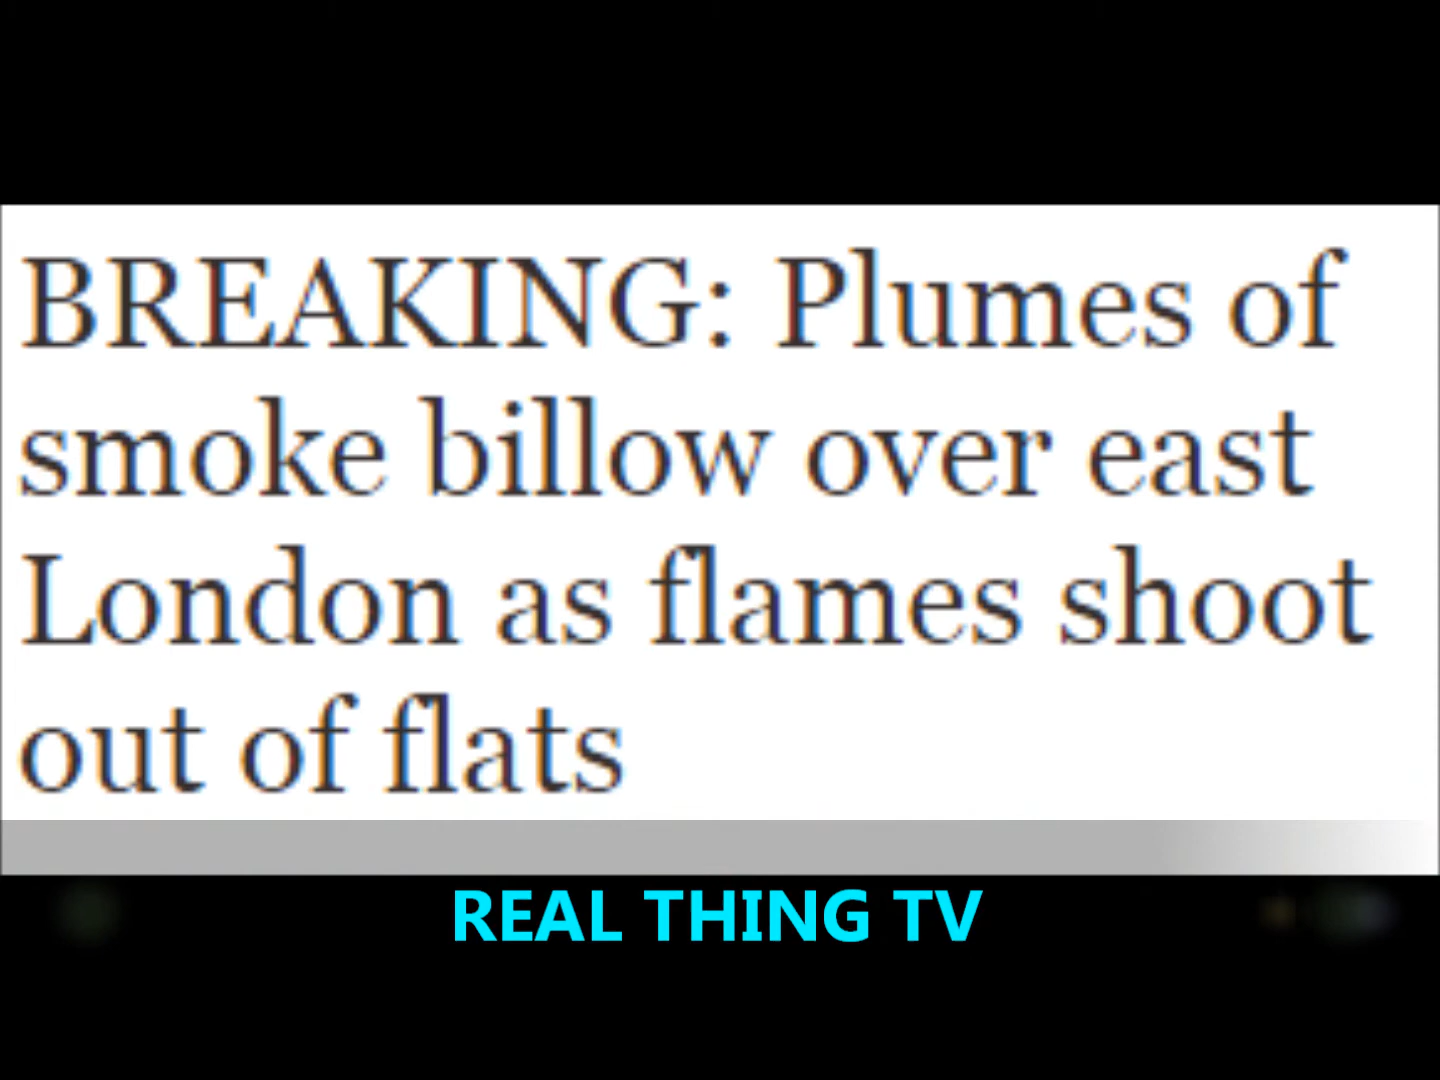 BREAKING: Plumes of
smoke billow over east
London as flames shoot
out of flats
REAL THING TV